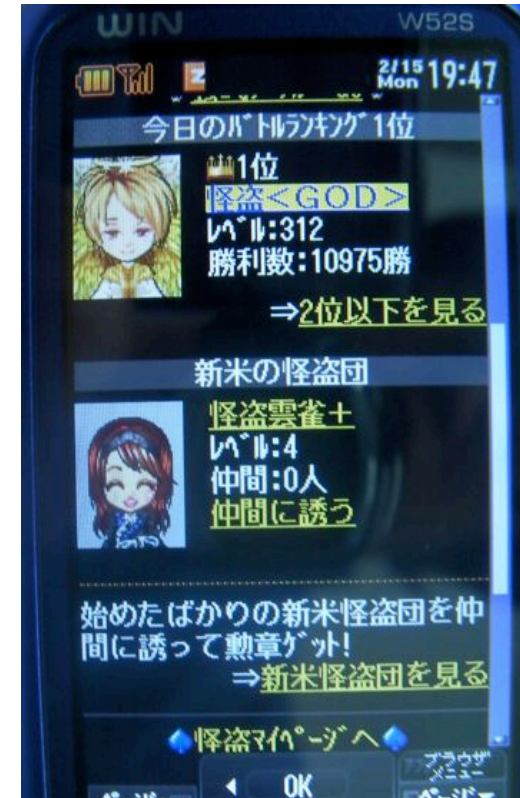 WIN W52S
2/15 Mon 19:47
今日のﾊﾞﾄﾙﾗﾝｷﾝｸﾞ1位
1位
怪盗<GOD>
ﾚﾍﾞﾙ:312
勝利数:10975勝
⇒2位以下を見る
新米の怪盗団
怪盗雲雀＋
ﾚﾍﾞﾙ:4
仲間:0人
仲間に誘う
始めたばかりの新米怪盗団を仲
間に誘って勲章ｹﾞｯﾄ!
⇒新米怪盗団を見る
怪盗ﾏｲﾍﾟｰｼﾞへ
ブラウザ
メニュー
OK